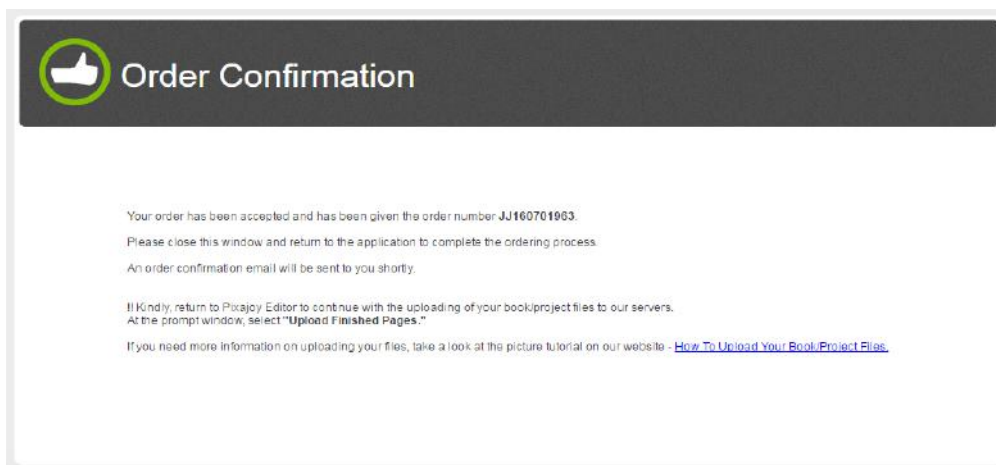 Order Confirmation
Your order has been accepted and has been given the order number JJ160701963.
Please close this window and return to the application to complete the ordering process.
An order confirmation email will be sent to you shortly.
!! Kindly, return to Pixajoy Editor to continue with the uploading of your book/project files to our servers.
At the prompt window, select "Upload Finished Pages."
If you need more information on uploading your files, take a look at the picture tutorial on our website - How To Upload Your Book/Project Files.